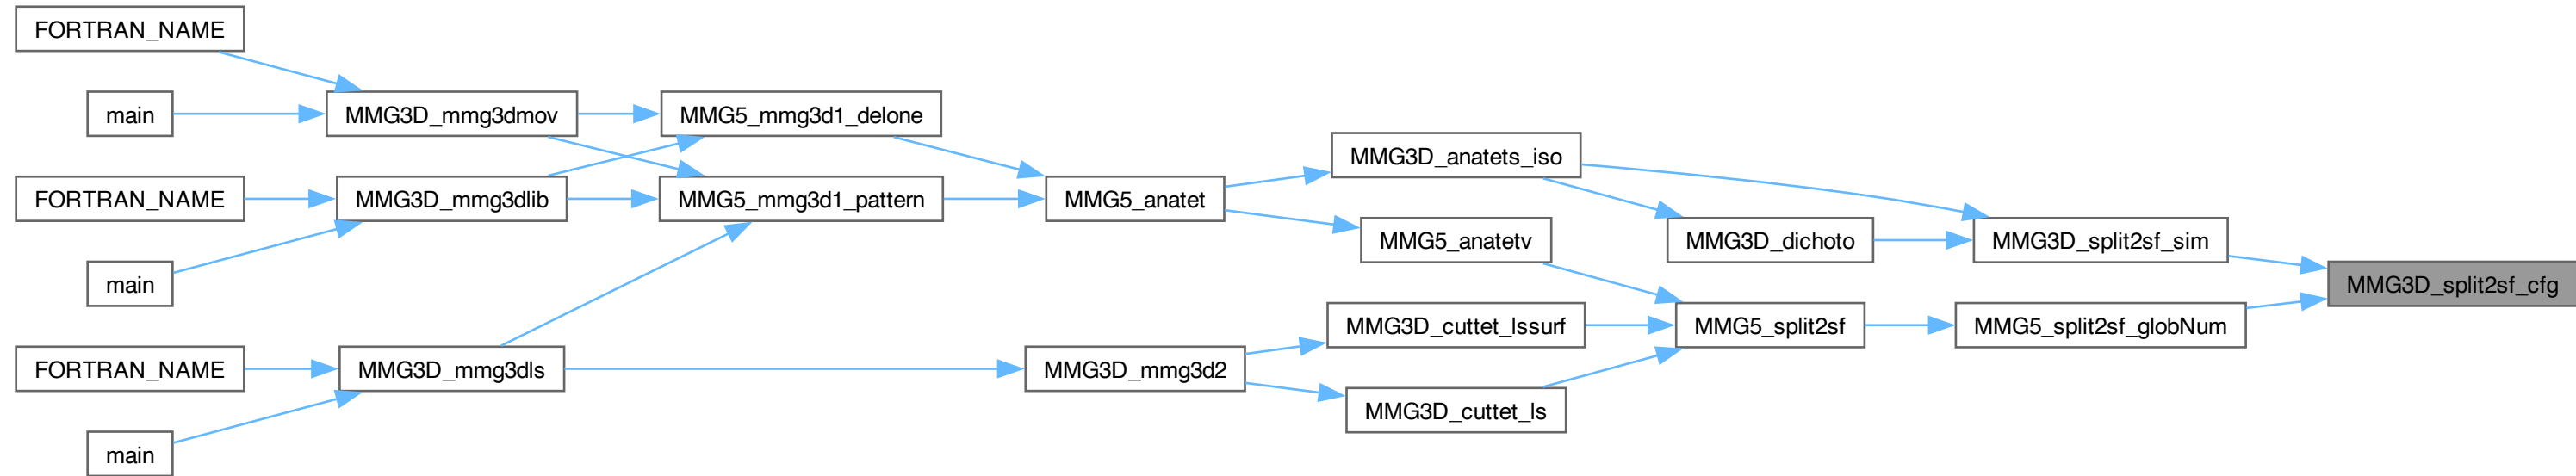 FORTRAN_NAME
main
MMG3D_mmg3dmov
MMG5_mmg3d1_delone
FORTRAN_NAME
MMG3D_mmg3dlib
MMG5_mmg3d1_pattern
main
MMG5_anatet
MMG3D_anatets_iso
MMG5_anatetv
MMG3D_dichoto
MMG3D_split2sf_sim
MMG3D_split2sf_cfg
MMG3D_cuttet_lssurf
MMG5_split2sf
MMG5_split2sf_globNum
FORTRAN_NAME
MMG3D_mmg3dls
MMG3D_mmg3d2
MMG3D_cuttet_ls
main